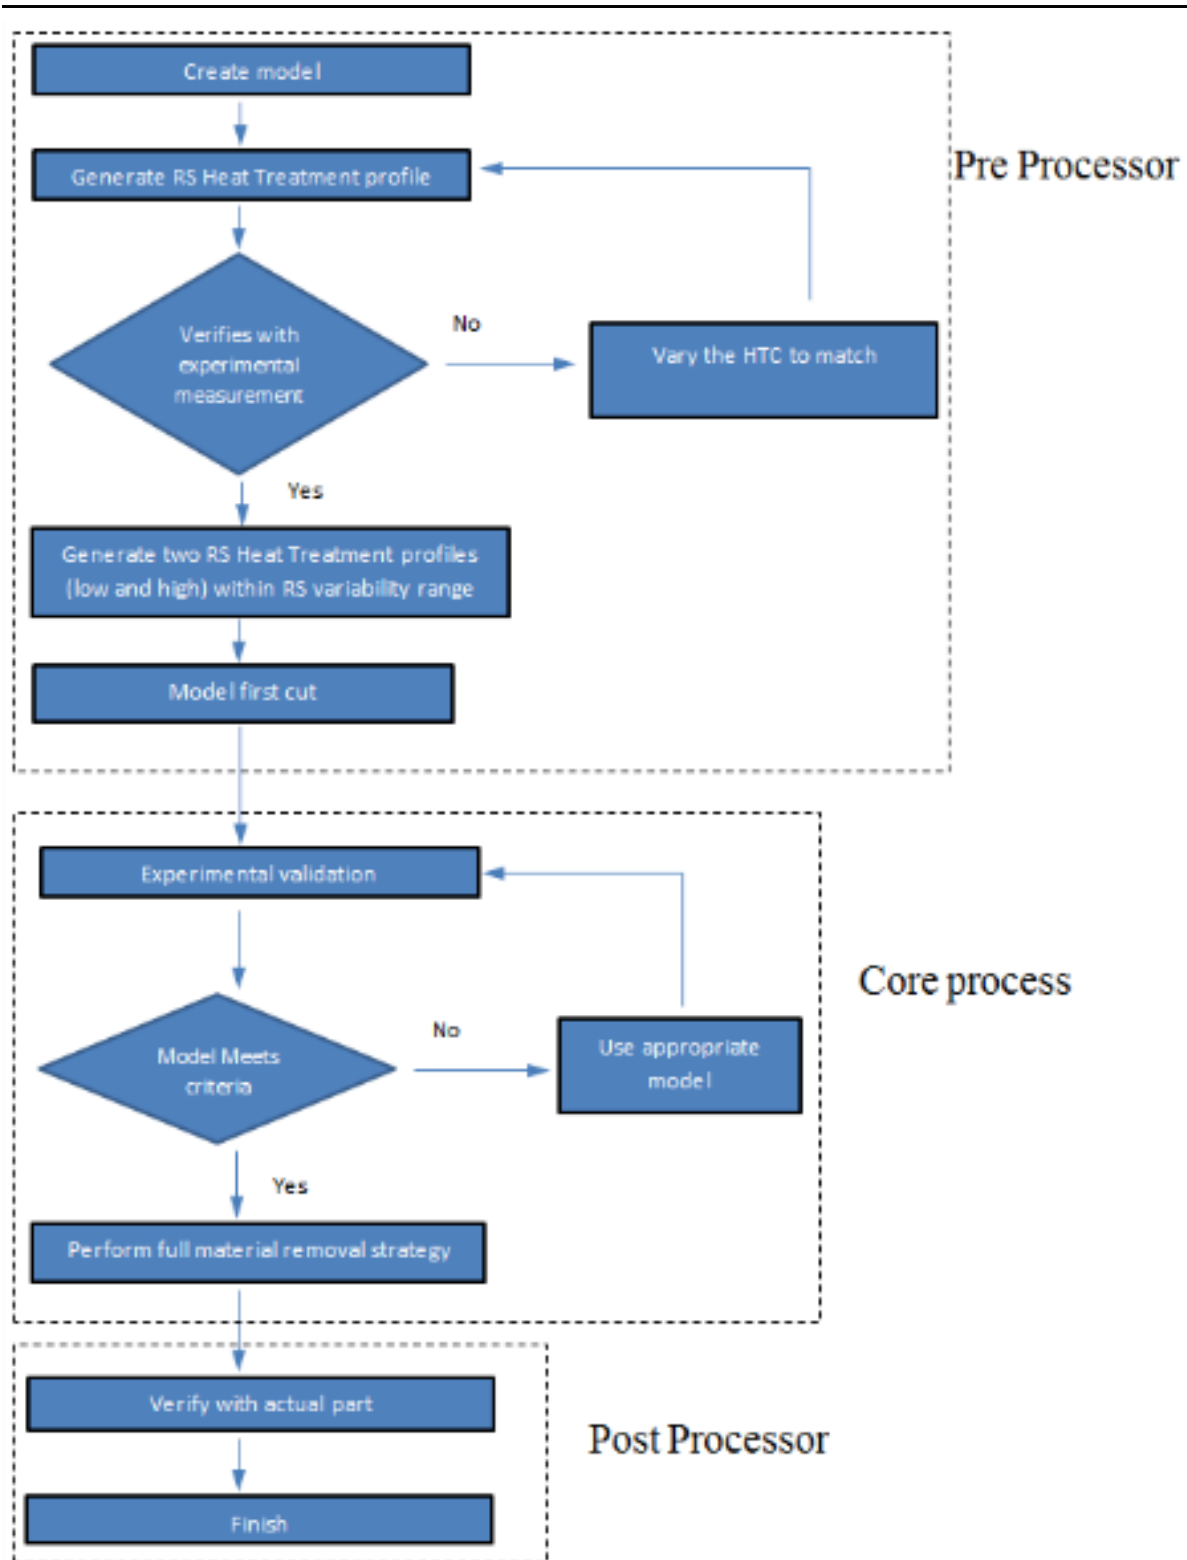 Create model
Pre Processor
Generate RS Heat Treatment profile
No
Verifies with
experimental
measurement
Vary the HTC to match
Yes
Generate two RS Heat Treatment profiles
(low and high) within RS variability range
Model first cut
Experimental validation
Core process
No
Model Meets
criteria
Use appropriate
model
Yes
Perform full material removal strategy
Verify with actual part
Post Processor
Finish